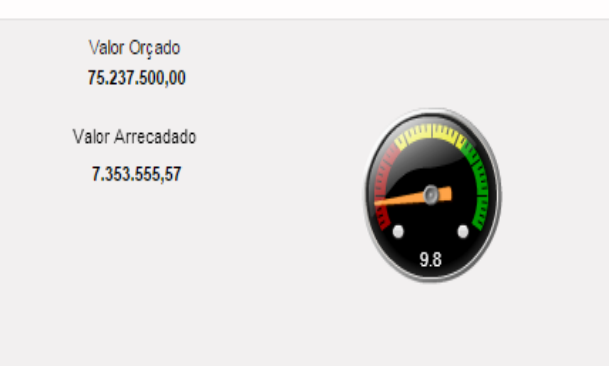 Valor Orçado
75.237.500,00
Valor Arrecadado
7.353.555,57
9.8